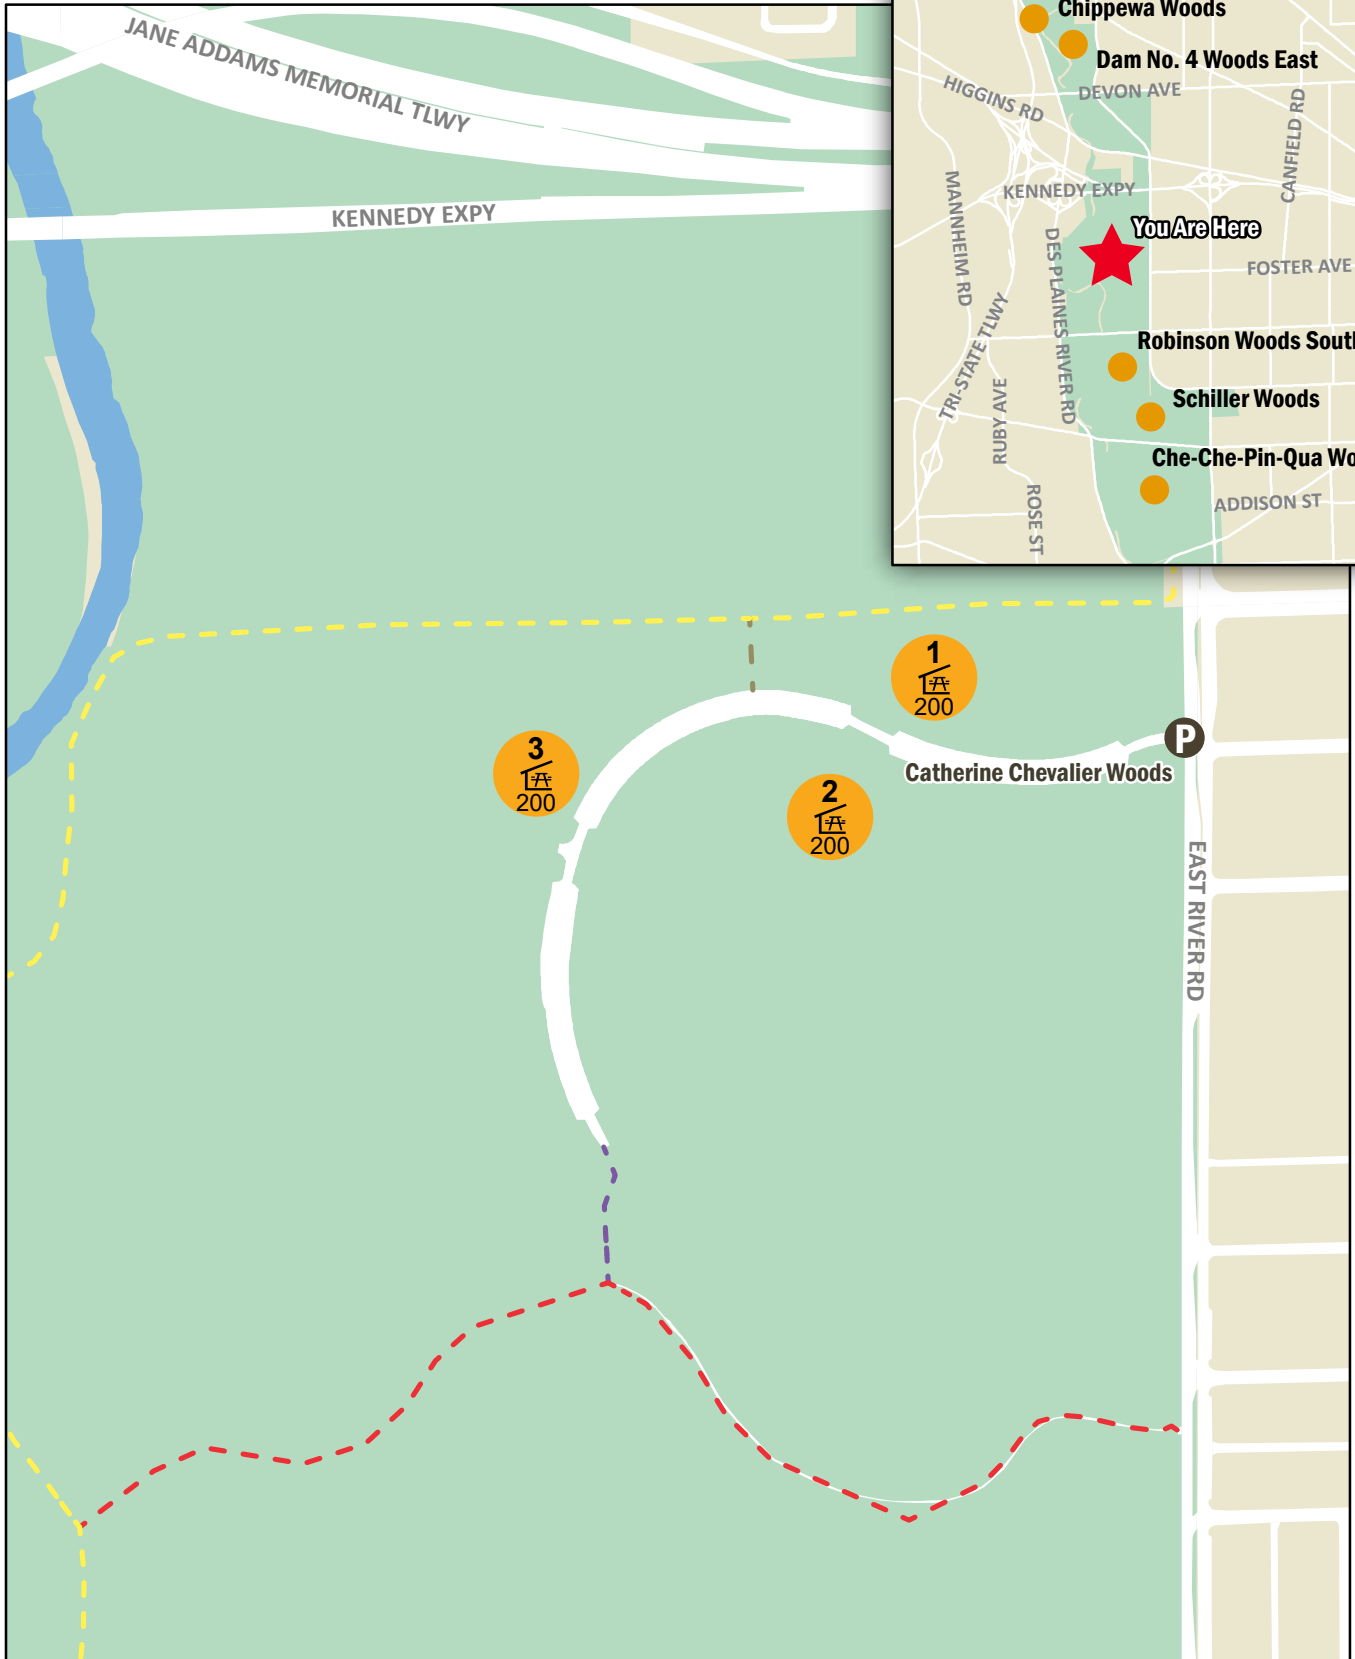 JANE ADDAMS MEMORIAL TLWY
KENNEDY EXPY
Chippewa Woods
Dam No. 4 Woods East
HIGGINS RD
DEVON AVE
CANFIELD RD
MANNHEIM RD
KENNEDY EXPY
You Are Here
DES PLAINES RIVER RD
FOSTER AVE
TRI-STATE TLWY
Robinson Woods South
RUBY AVE
Schiller Woods
Che-Che-Pin-Qua Wo
ROSE ST
ADDISON ST
1
200
3
200
2
200
P
Catherine Chevalier Woods
EAST RIVER RD